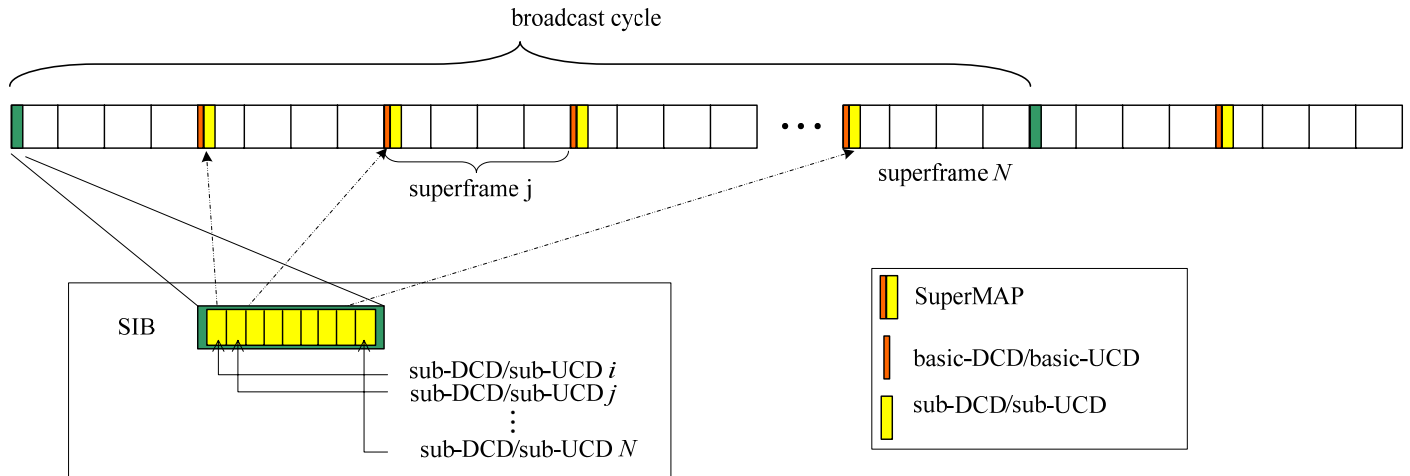 broadcast cycle
• • •
superframe j
superframe N
SIB
sub-DCD/sub-UCD i
sub-DCD/sub-UCD j
⋮
sub-DCD/sub-UCD N
SuperMAP
basic-DCD/basic-UCD
sub-DCD/sub-UCD